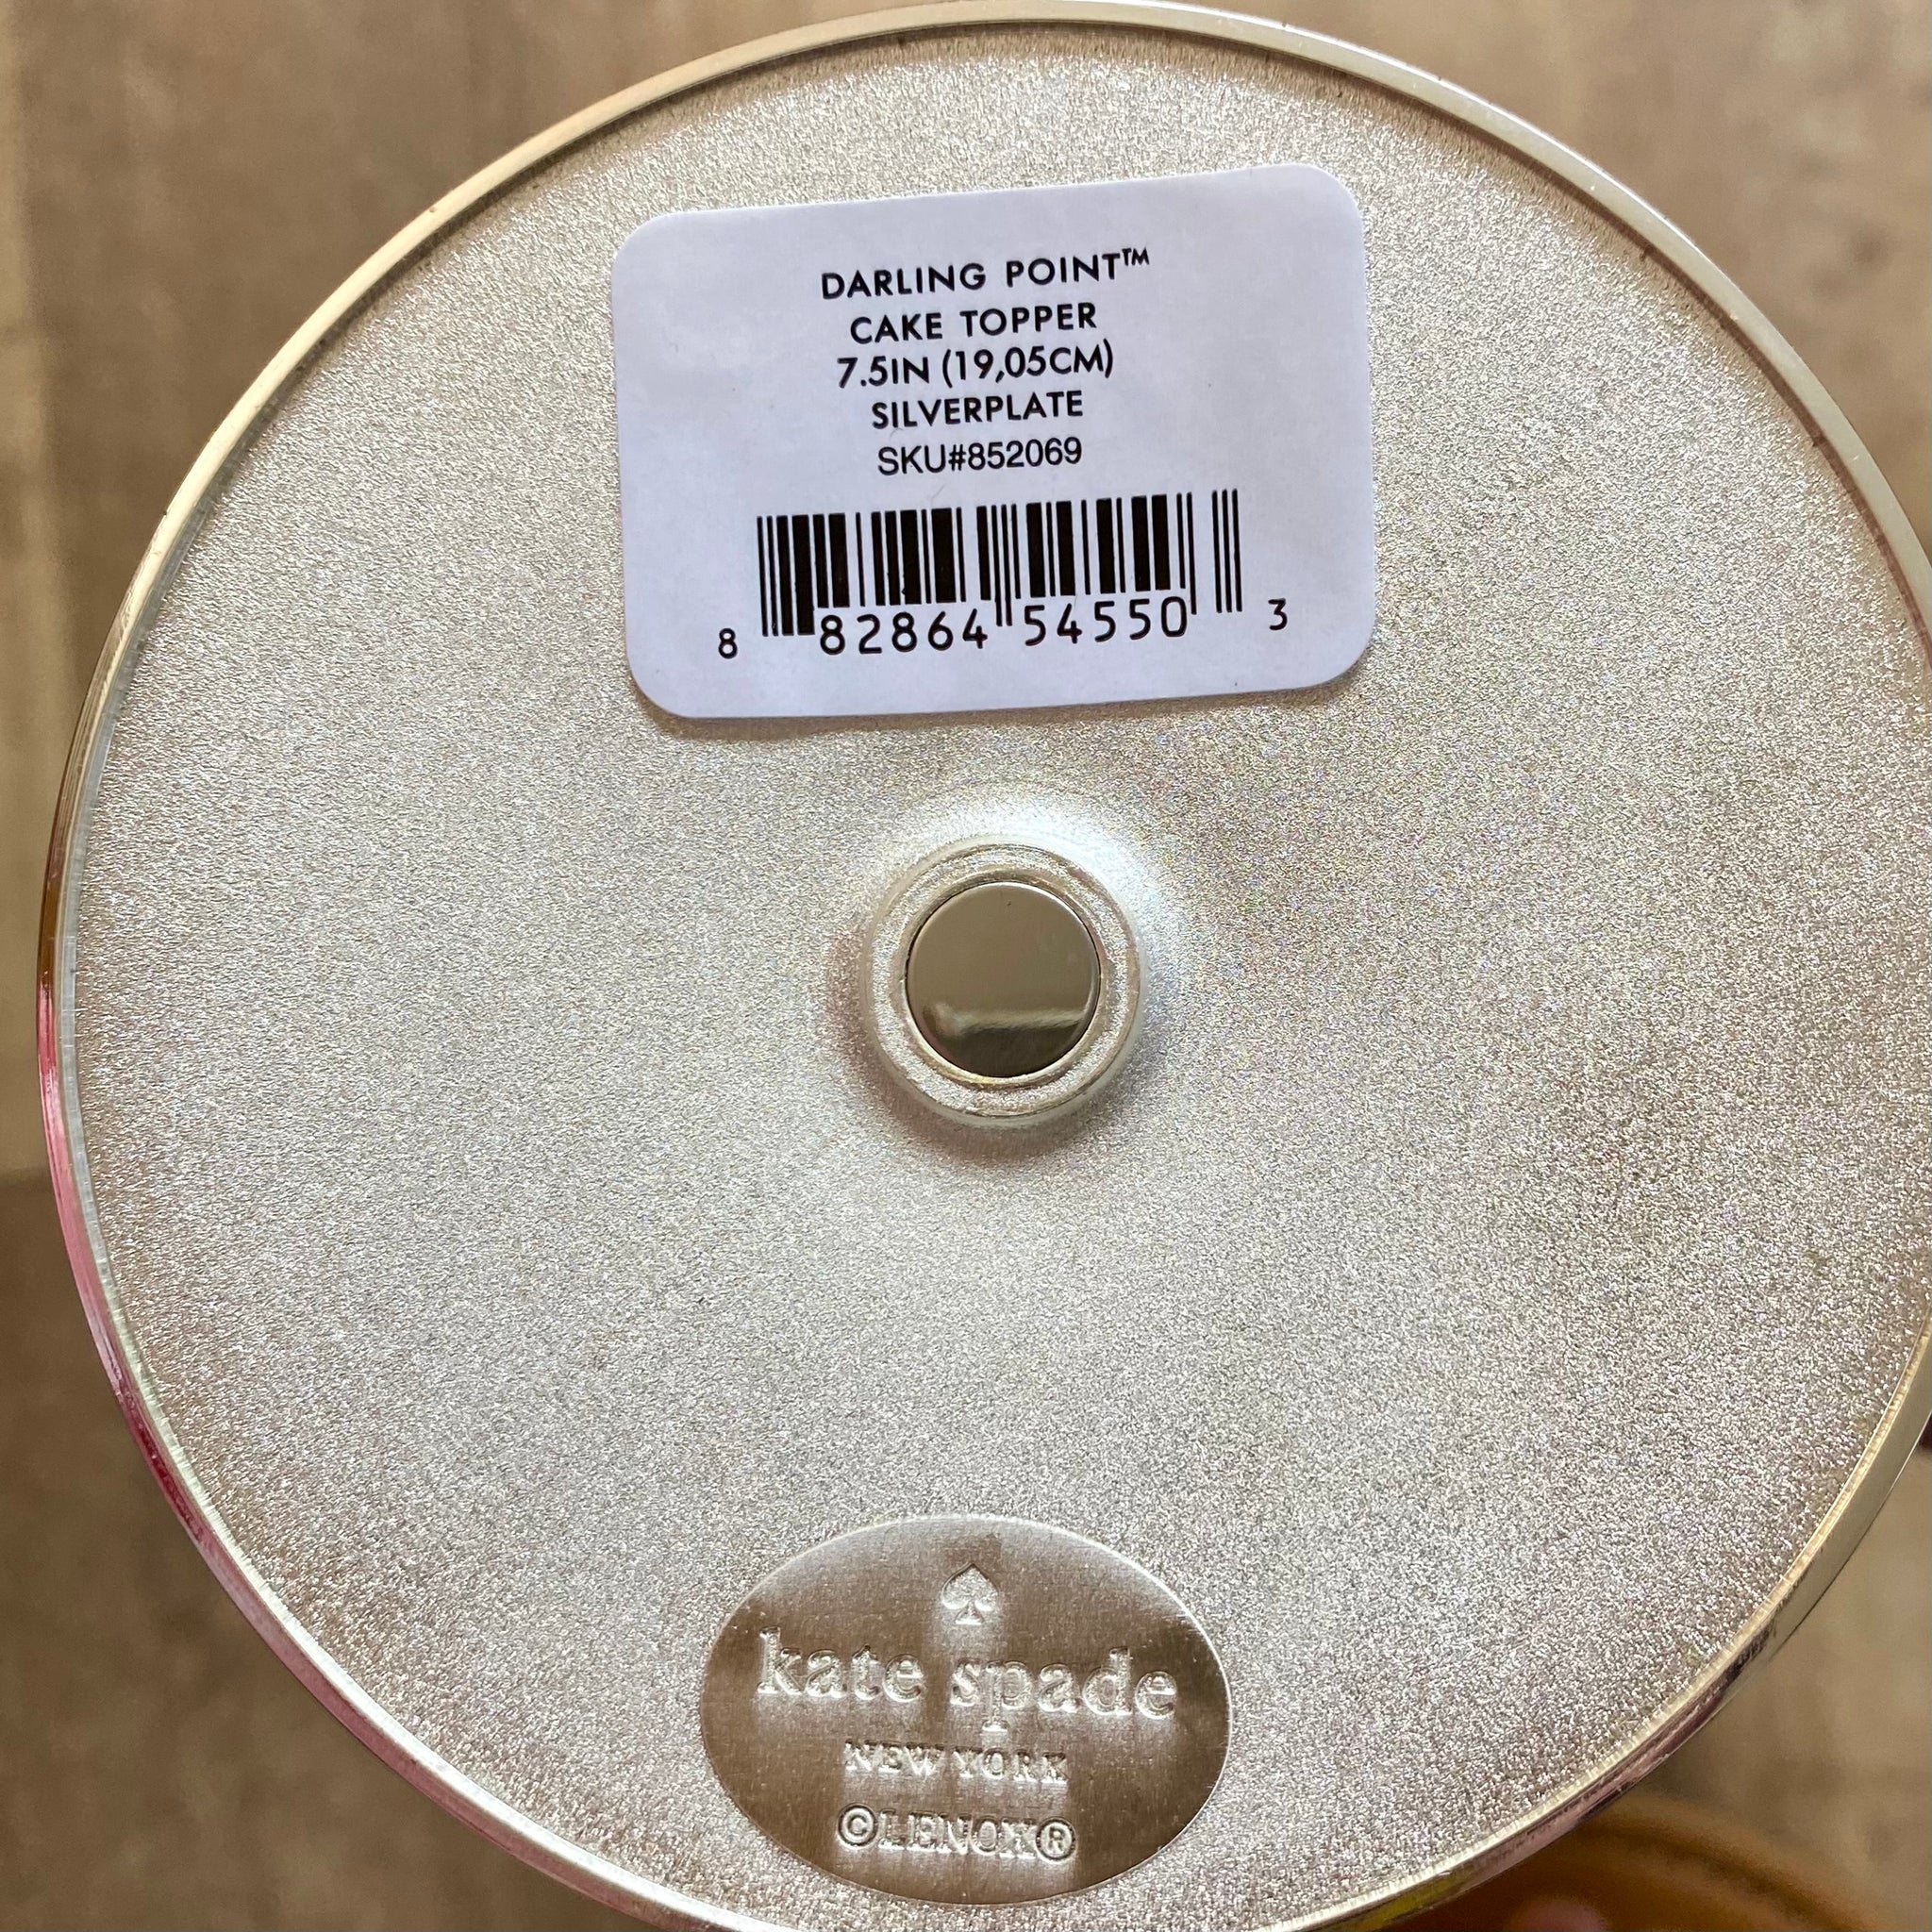 DARLING POINT™
CAKE TOPPER
7.5IN (19,05CM)
SILVERPLATE
SKU#852069
8 82864 54550 3
kate spade
NEW YORK
©LENOX®